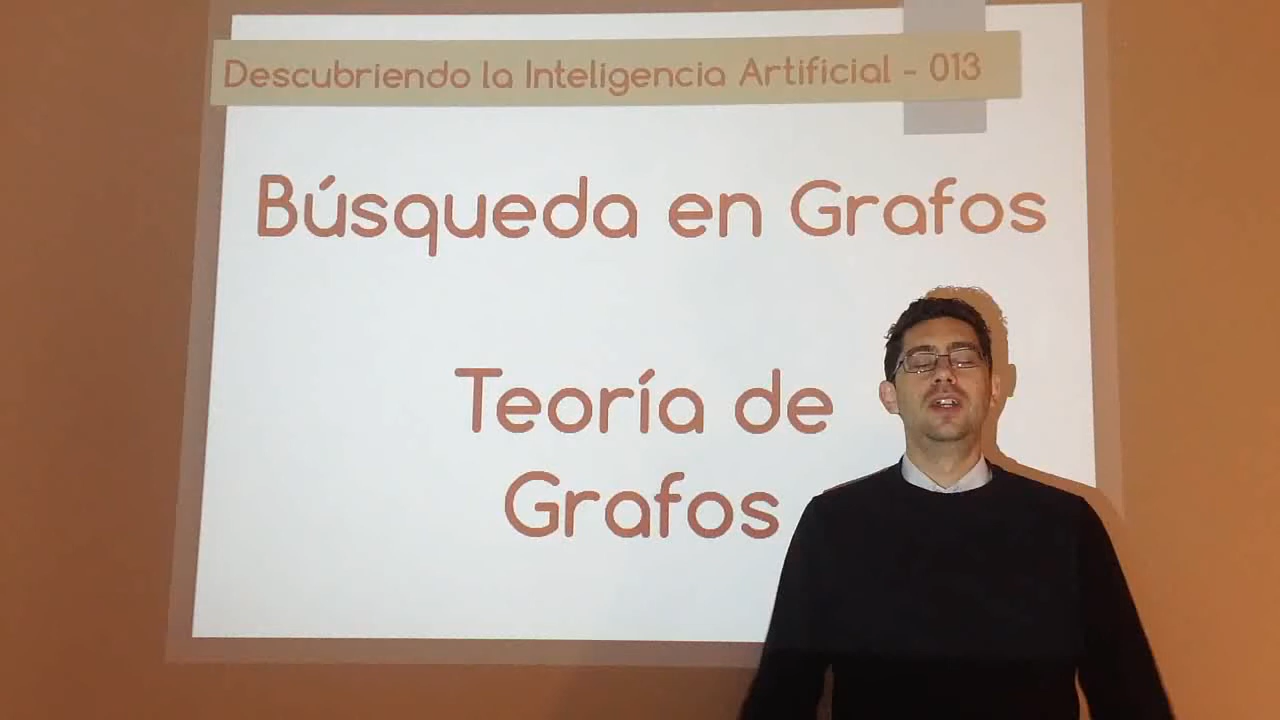 Descubriendo la Inteligencia Artificial - 013
Búsqueda en Grafos
Teoría de
Grafos